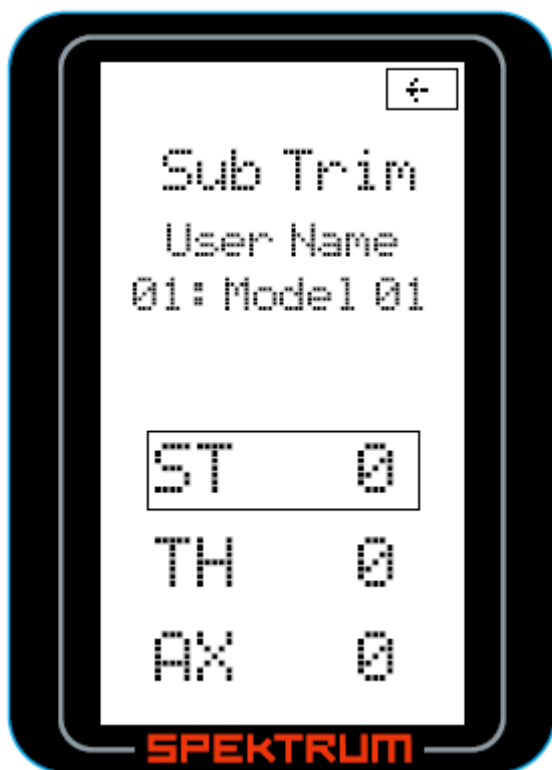 ←
Sub Trim
User Name
01: Model 01
ST 0
TH 0
AX 0
SPEKTRUM